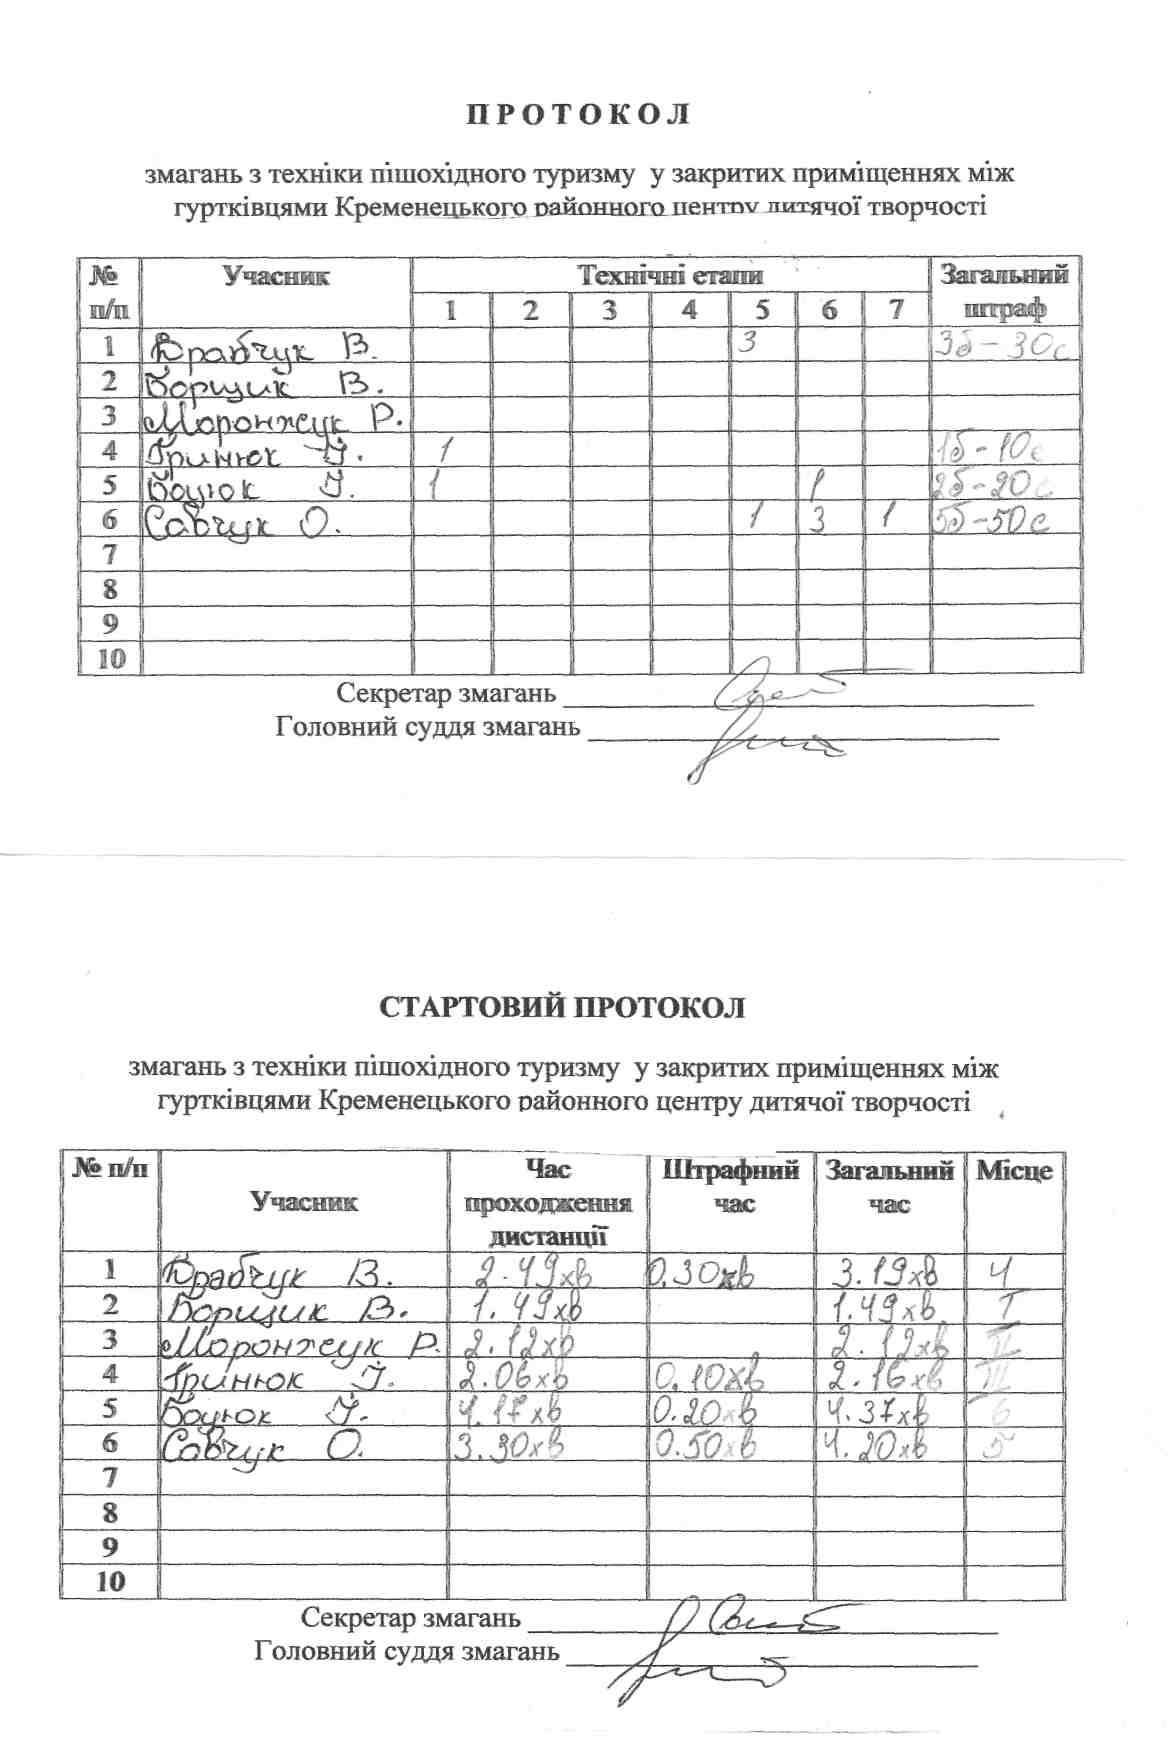 ПРОТОКОЛ
змагань з техніки пішохідного туризму у закритих приміщеннях між
гуртківцями Кременецького районного центру дитячої творчості
№ п/п Учасник Технічні етапи Загальний штраф
1 2 3 4 5 6 7
1 Драбчук В. 3 3б-30с
2 Борщик В.
3 Моронжук Р.
4 Гринюк І. 1 1б-10с
5 Боцюк І. 1 1 2б-20с
6 Савчук О. 1 3 1 5б-50с
7
8
9
10
Секретар змагань
Головний суддя змагань
СТАРТОВИЙ ПРОТОКОЛ
змагань з техніки пішохідного туризму у закритих приміщеннях між
гуртківцями Кременецького районного центру дитячої творчості
№ п/п Учасник Час проходження дистанції Штрафний час Загальний час Місце
1 Драбчук В. 2.49хв 0.30хв 3.19хв 4
2 Борщик В. 1.49хв 1.49хв I
3 Моронжук Р. 2.12хв 2.12хв II
4 Гринюк І. 2.06хв 0.10хв 2.16хв III
5 Боцюк І. 4.17хв 0.20хв 4.37хв 6
6 Савчук О. 3.30хв 0.50хв 4.20хв 5
7
8
9
10
Секретар змагань
Головний суддя змагань